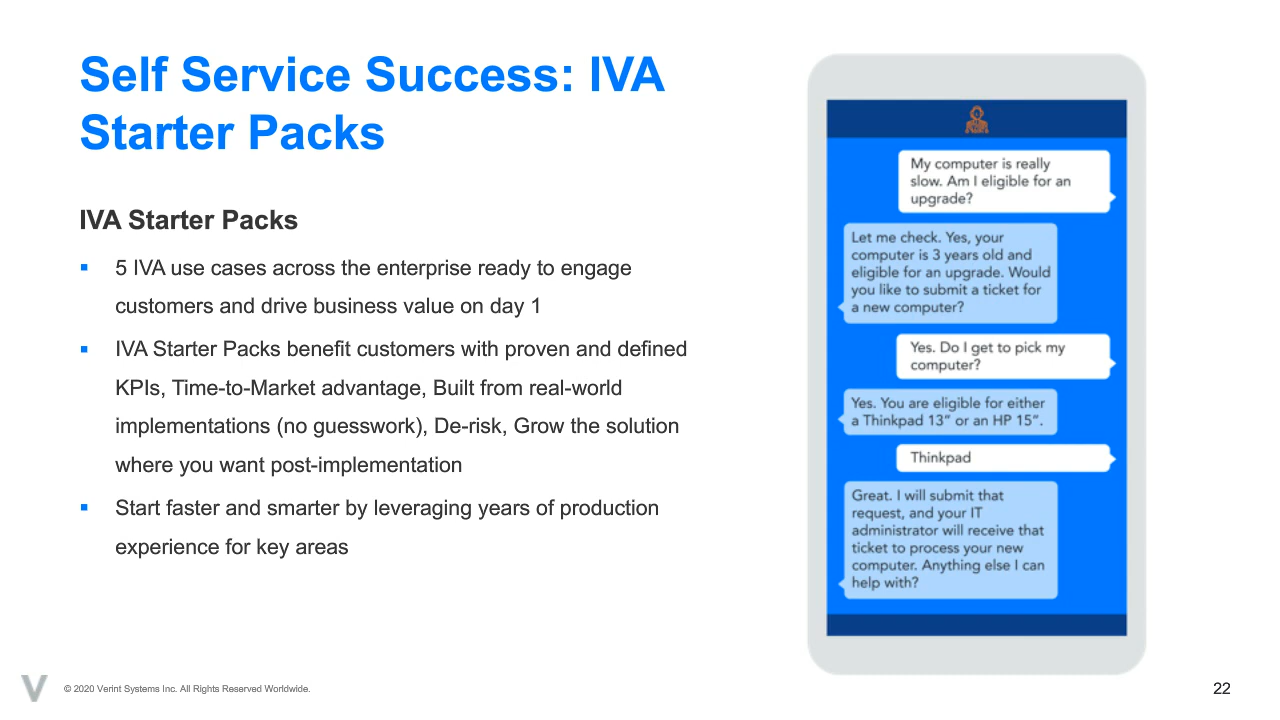 Self Service Success: IVA
Starter Packs
IVA Starter Packs
▪ 5 IVA use cases across the enterprise ready to engage
customers and drive business value on day 1
▪ IVA Starter Packs benefit customers with proven and defined
KPIs, Time-to-Market advantage, Built from real-world
implementations (no guesswork), De-risk, Grow the solution
where you want post-implementation
▪ Start faster and smarter by leveraging years of production
experience for key areas
My computer is really
slow. Am I eligible for an
upgrade?
Let me check. Yes, your
computer is 3 years old and
eligible for an upgrade. Would
you like to submit a ticket for
a new computer?
Yes. Do I get to pick my
computer?
Yes. You are eligible for either
a Thinkpad 13” or an HP 15”.
Thinkpad
Great. I will submit that
request, and your IT
administrator will receive that
ticket to process your new
computer. Anything else I can
help with?
© 2020 Verint Systems Inc. All Rights Reserved Worldwide.
22